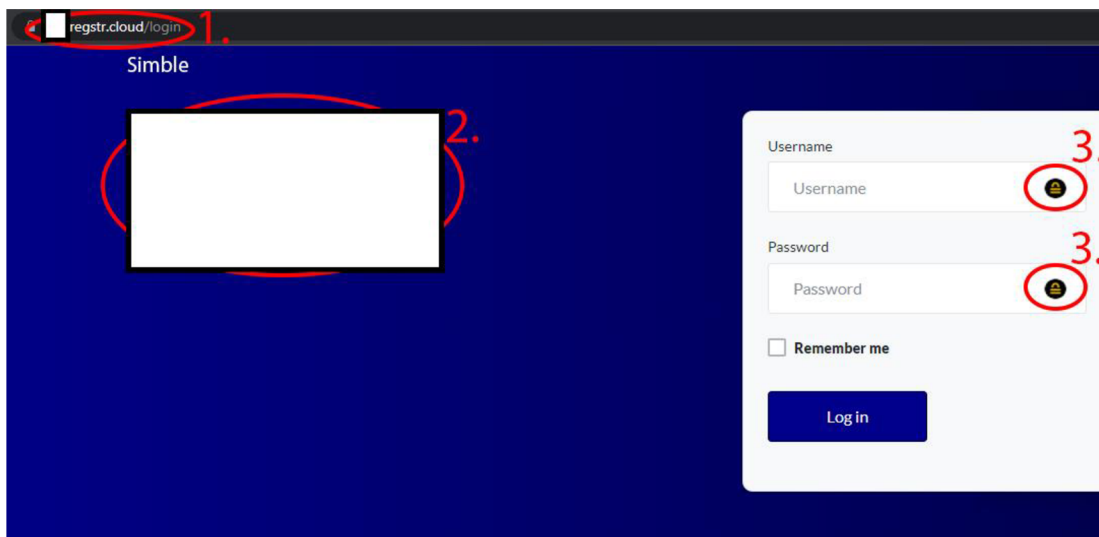 regstr.cloud/login
1.
Simble
2.
Username
3.
Username
Password
3.
Password
Remember me
Log in